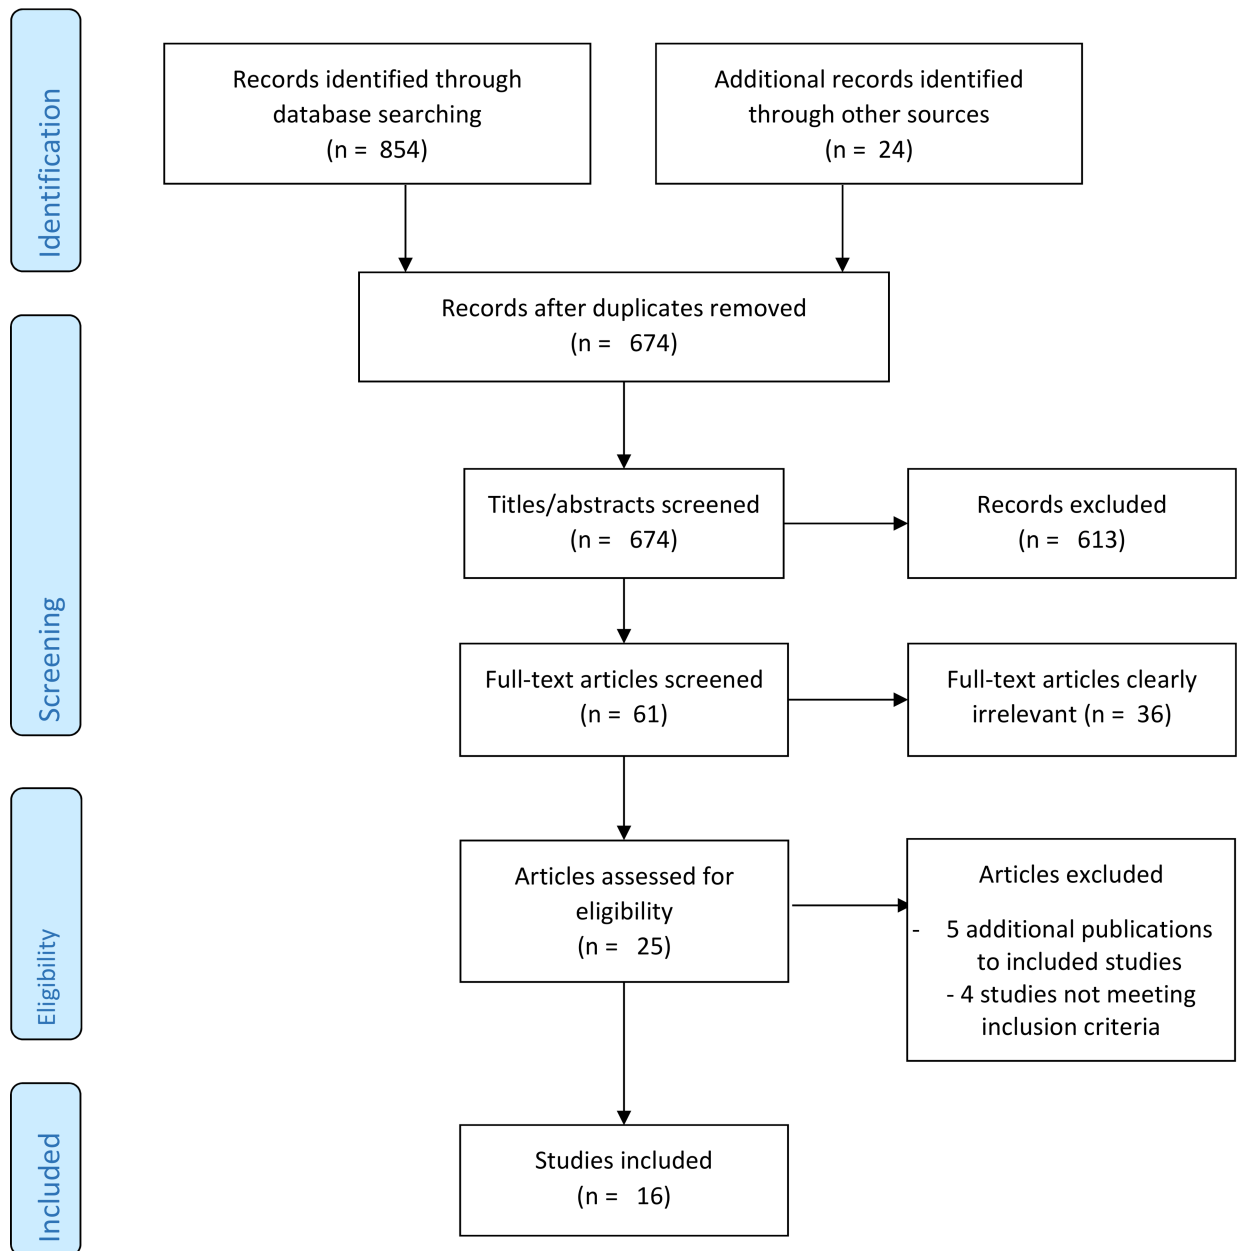 Identification
Records identified through
database searching
(n = 854)
Additional records identified
through other sources
(n = 24)
Records after duplicates removed
(n = 674)
Screening
Titles/abstracts screened
(n = 674)
Records excluded
(n = 613)
Full-text articles screened
(n = 61)
Full-text articles clearly
irrelevant (n = 36)
Eligibility
Articles assessed for
eligibility
(n = 25)
Articles excluded
- 5 additional publications
to included studies
- 4 studies not meeting
inclusion criteria
Included
Studies included
(n = 16)